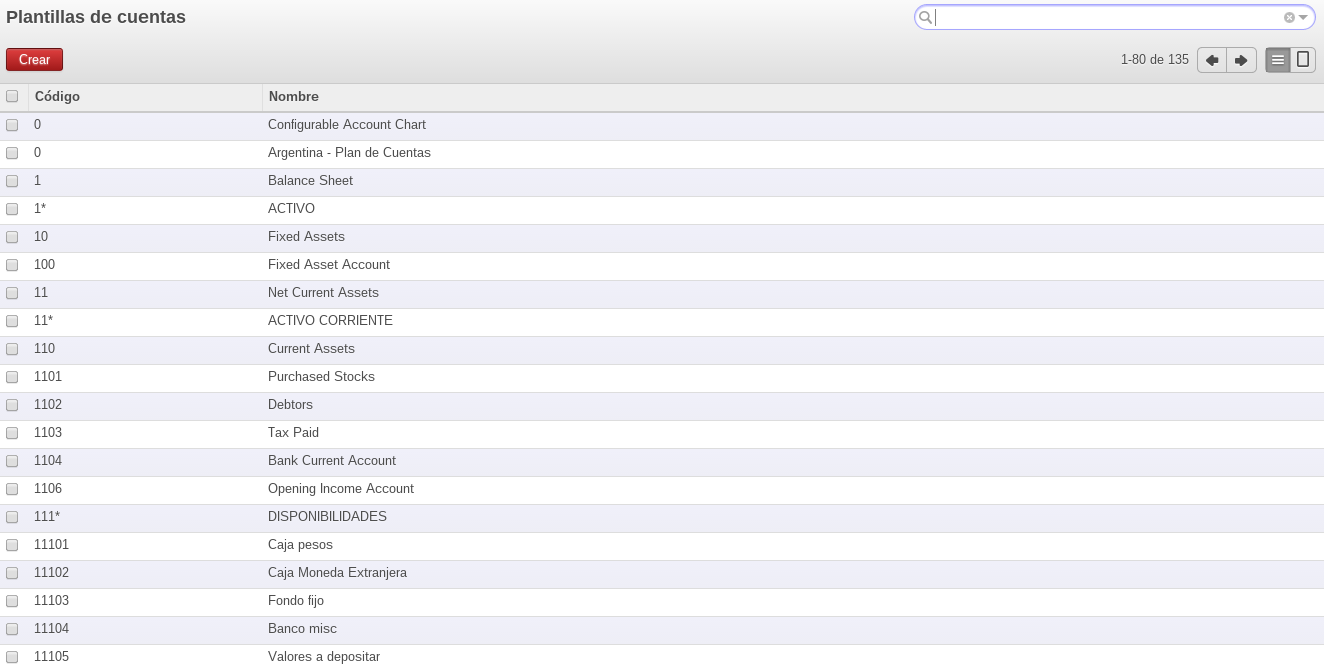 Plantillas de cuentas
Crear
1-80 de 135
Código Nombre
0 Configurable Account Chart
0 Argentina - Plan de Cuentas
1 Balance Sheet
1* ACTIVO
10 Fixed Assets
100 Fixed Asset Account
11 Net Current Assets
11* ACTIVO CORRIENTE
110 Current Assets
1101 Purchased Stocks
1102 Debtors
1103 Tax Paid
1104 Bank Current Account
1106 Opening Income Account
111* DISPONIBILIDADES
11101 Caja pesos
11102 Caja Moneda Extranjera
11103 Fondo fijo
11104 Banco misc
11105 Valores a depositar